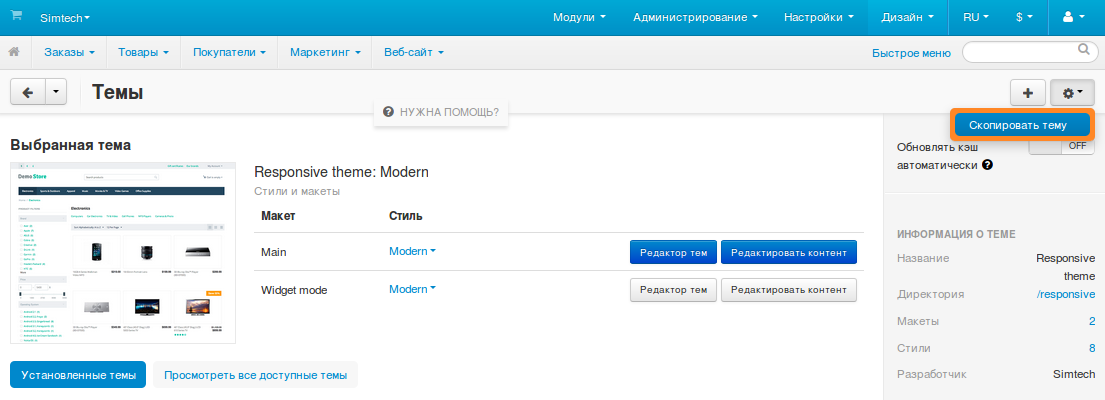 Simtech
Модули
Администрирование
Настройки
Дизайн
RU
$
Заказы
Товары
Покупатели
Маркетинг
Веб-сайт
Быстрое меню
Темы
НУЖНА ПОМОЩЬ?
Скопировать тему
Обновлять кэш
автоматически
OFF
Выбранная тема
Demo Store
Electronics
Responsive theme: Modern
Стили и макеты
Макет Стиль
Main Modern Редактор тем Редактировать контент
Widget mode Modern Редактор тем Редактировать контент
Установленные темы
Просмотреть все доступные темы
ИНФОРМАЦИЯ О ТЕМЕ
Название Responsive
theme
Директория /responsive
Макеты 2
Стили 8
Разработчик Simtech